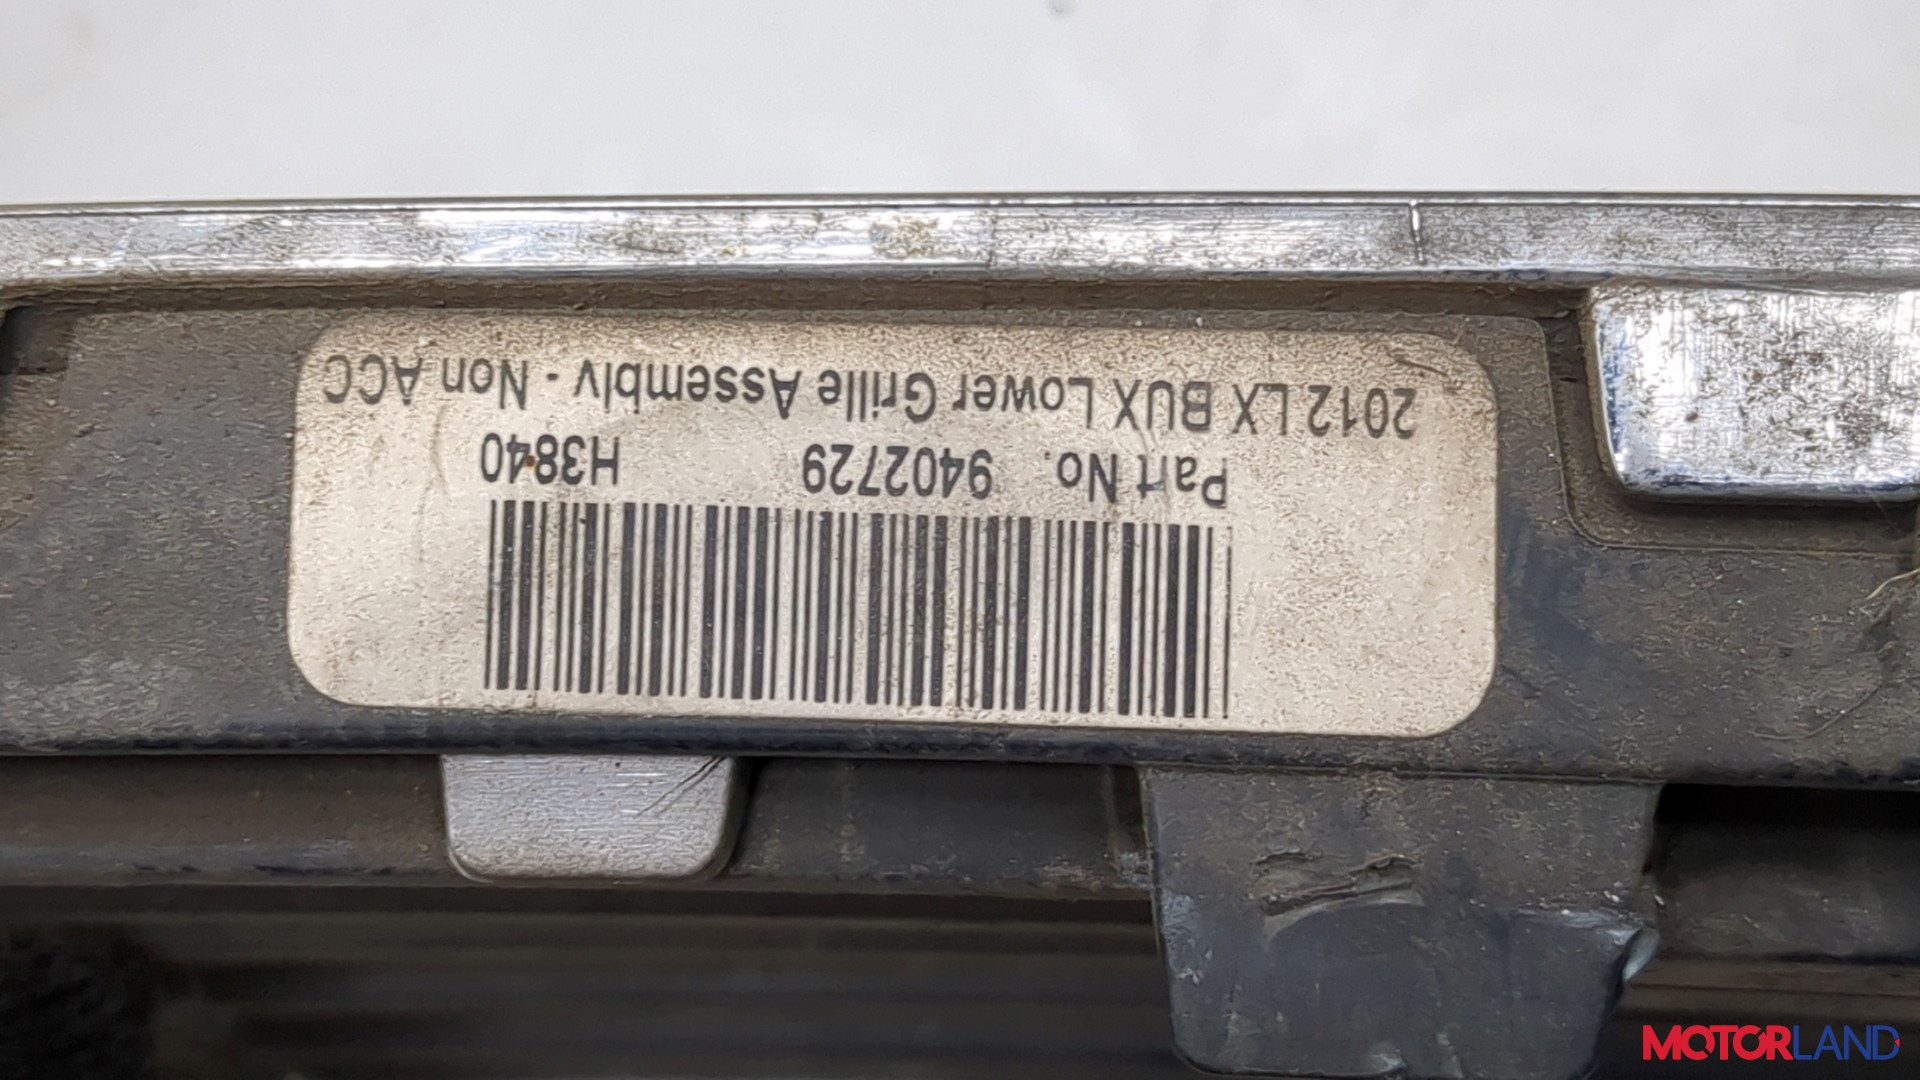 2012 LX BUX Lower Grille Assembly - Non ACC
Part No. 9402729 H3840
MOTORLAND